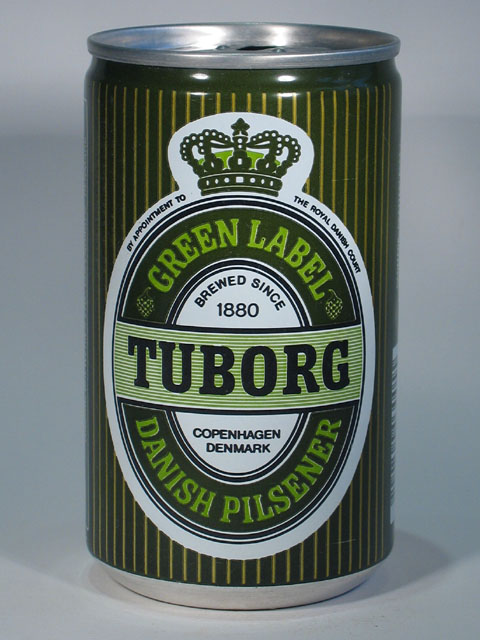 BY APPOINTMENT TO THE ROYAL DANISH COURT
GREEN LABEL
BREWED SINCE
1880
TUBORG
COPENHAGEN
DENMARK
DANISH PILSENER